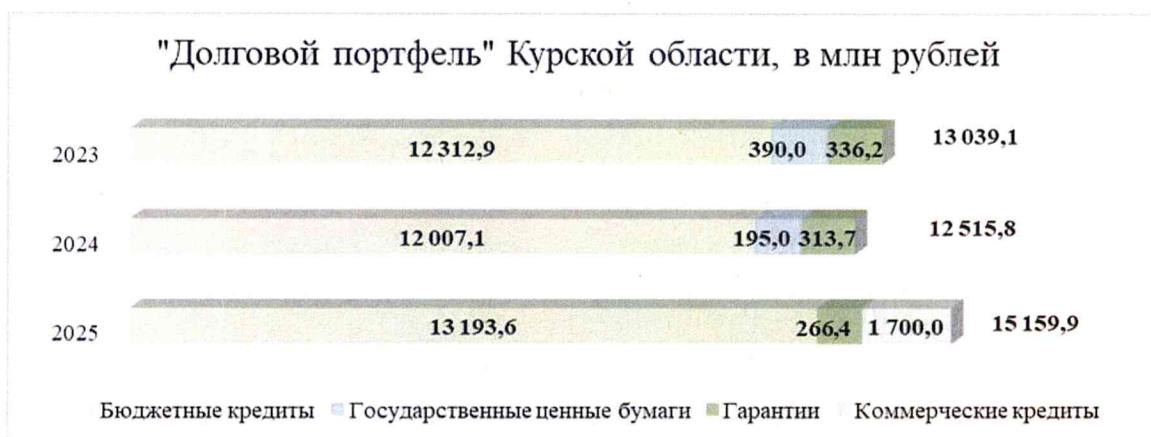 "Долговой портфель" Курской области, в млн рублей
2023 12 312,9 390,0 336,2 13 039,1
2024 12 007,1 195,0 313,7 12 515,8
2025 13 193,6 266,4 1 700,0 15 159,9
Бюджетные кредиты Государственные ценные бумаги Гарантии Коммерческие кредиты